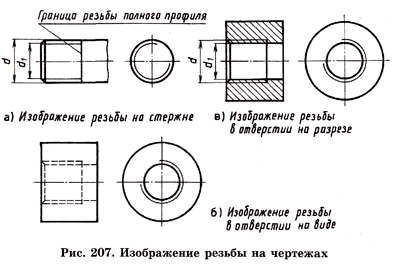 Граница резьбы полного профиля
d
d₁
d
d₁
а) Изображение резьбы на стержне
в) Изображение резьбы
в отверстии на разрезе
б) Изображение резьбы
в отверстии на виде
Рис. 207. Изображение резьбы на чертежах